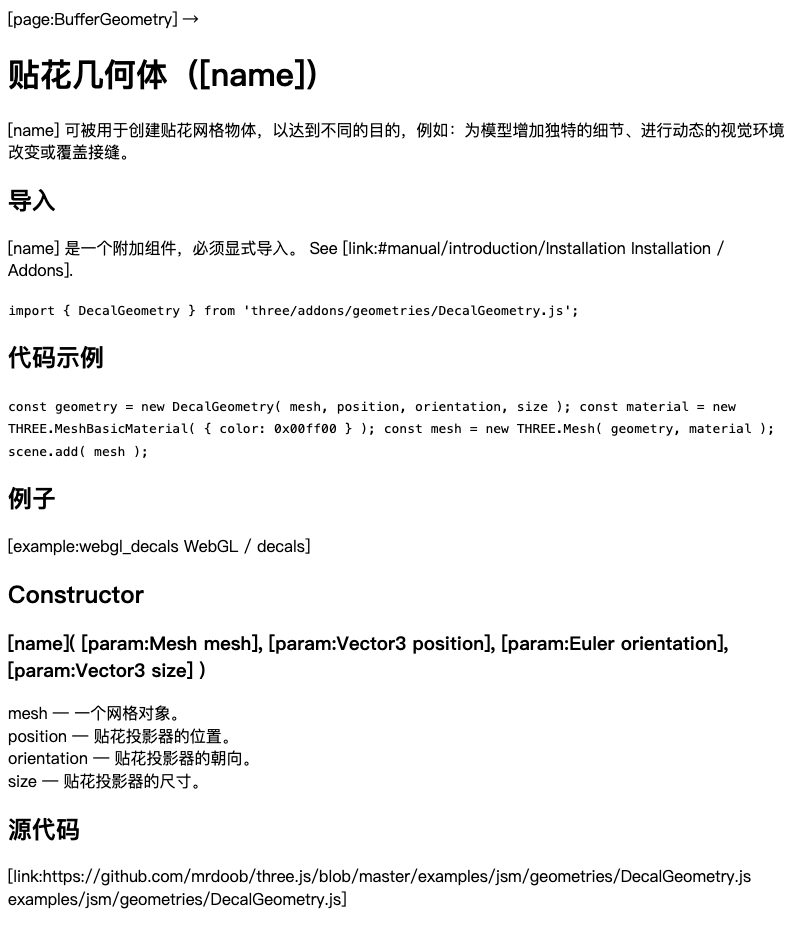 [page:BufferGeometry] →
贴花几何体（[name]）
[name] 可被用于创建贴花网格物体，以达到不同的目的，例如：为模型增加独特的细节、进行动态的视觉环境
改变或覆盖接缝。
导入
[name] 是一个附加组件，必须显式导入。 See [link:#manual/introduction/Installation Installation /
Addons].
import { DecalGeometry } from 'three/addons/geometries/DecalGeometry.js';
代码示例
const geometry = new DecalGeometry( mesh, position, orientation, size ); const material = new
THREE.MeshBasicMaterial( { color: 0x00ff00 } ); const mesh = new THREE.Mesh( geometry, material );
scene.add( mesh );
例子
[example:webgl_decals WebGL / decals]
Constructor
[name]( [param:Mesh mesh], [param:Vector3 position], [param:Euler orientation],
[param:Vector3 size] )
mesh — 一个网格对象。
position — 贴花投影器的位置。
orientation — 贴花投影器的朝向。
size — 贴花投影器的尺寸。
源代码
[link:https://github.com/mrdoob/three.js/blob/master/examples/jsm/geometries/DecalGeometry.js
examples/jsm/geometries/DecalGeometry.js]